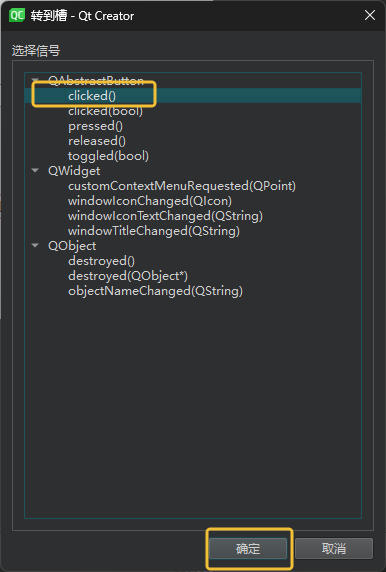 QC 转到槽 - Qt Creator
选择信号
QAbstractButton
clicked()
clicked(bool)
pressed()
released()
toggled(bool)
QWidget
customContextMenuRequested(QPoint)
windowIconChanged(QIcon)
windowIconTextChanged(QString)
windowTitleChanged(QString)
QObject
destroyed()
destroyed(QObject*)
objectNameChanged(QString)
确定 取消